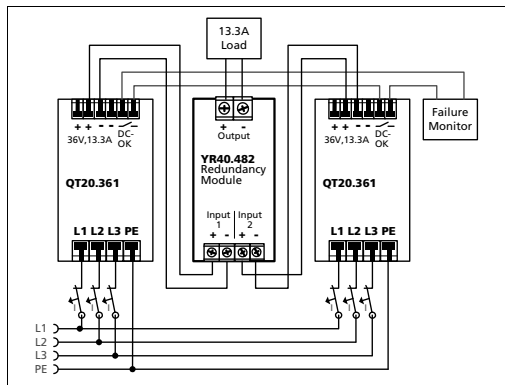 13.3A
Load
+ + - -
36V,13.3A
DC-
OK
QT20.361
L1 L2 L3 PE
+ -
Output
YR40.482
Redundancy
Module
Input
1
Input
2
+ - + -
+ + - -
36V,13.3A
DC-
OK
QT20.361
L1 L2 L3 PE
Failure
Monitor
I
I
I
I
I
I
L1
L2
L3
PE